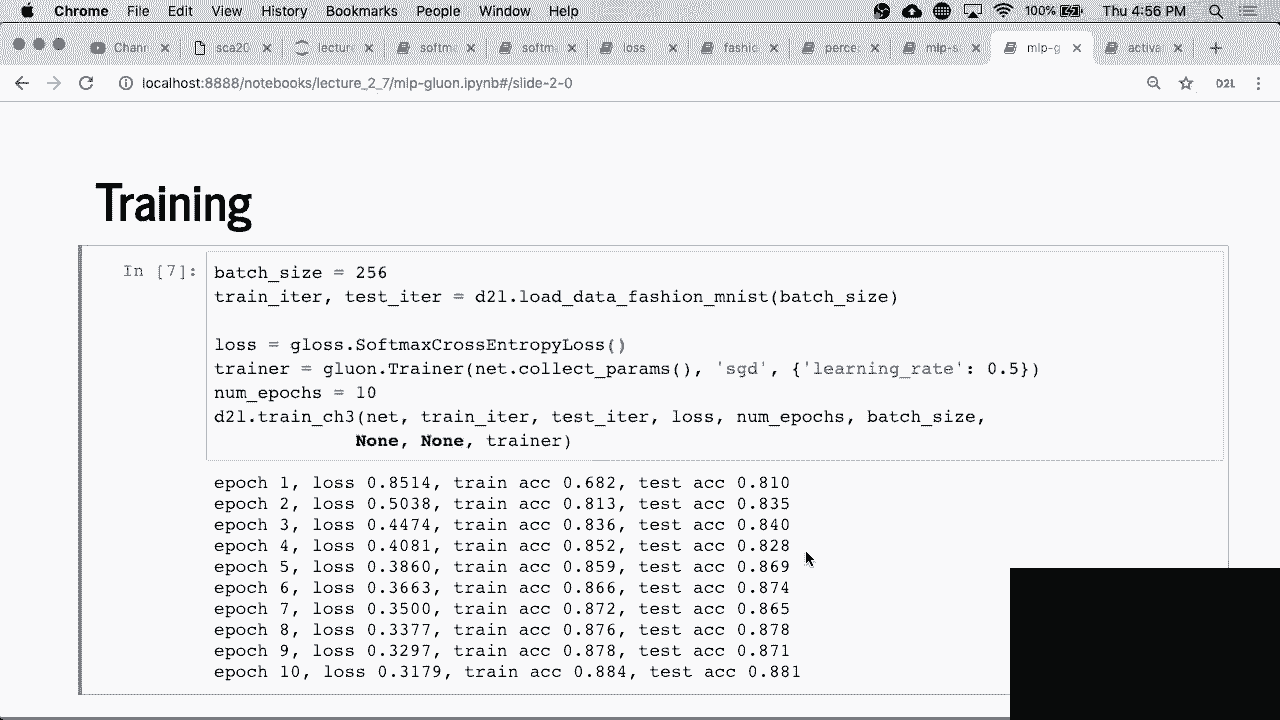 Chrome File Edit View History Bookmarks People Window Help 100% Thu 4:56 PM
Chann sca20 lecture softm softm loss fashio perce mlp-s mlp-g activa
localhost:8888/notebooks/lecture_2_7/mlp-gluon.ipynb#/slide-2-0 D2L
Training
In [7]: batch_size = 256
train_iter, test_iter = d2l.load_data_fashion_mnist(batch_size)
loss = gloss.SoftmaxCrossEntropyLoss()
trainer = gluon.Trainer(net.collect_params(), 'sgd', {'learning_rate': 0.5})
num_epochs = 10
d2l.train_ch3(net, train_iter, test_iter, loss, num_epochs, batch_size,
None, None, trainer)
epoch 1, loss 0.8514, train acc 0.682, test acc 0.810
epoch 2, loss 0.5038, train acc 0.813, test acc 0.835
epoch 3, loss 0.4474, train acc 0.836, test acc 0.840
epoch 4, loss 0.4081, train acc 0.852, test acc 0.828
epoch 5, loss 0.3860, train acc 0.859, test acc 0.869
epoch 6, loss 0.3663, train acc 0.866, test acc 0.874
epoch 7, loss 0.3500, train acc 0.872, test acc 0.865
epoch 8, loss 0.3377, train acc 0.876, test acc 0.878
epoch 9, loss 0.3297, train acc 0.878, test acc 0.871
epoch 10, loss 0.3179, train acc 0.884, test acc 0.881